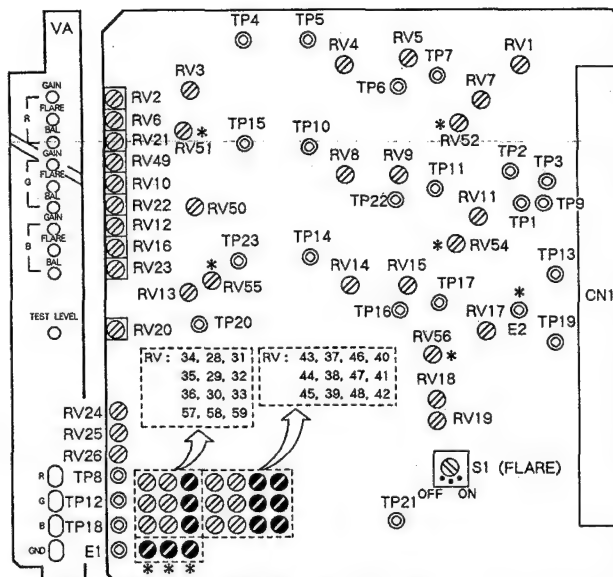 VA
TP4 TP5
RV4 RV5 RV1
TP7
RV3 TP6 RV7
GAIN RV2
R FLARE RV6
BAL RV21 RV51 * TP15 TP10 * RV52
GAIN RV49 TP2
G FLARE RV10 RV8 RV9 TP11 TP3
BAL RV22 RV50 TP22 RV11 TP1 TP9
GAIN RV12
B FLARE RV16 TP23 TP14 * RV54
BAL RV23 * TP13
RV13 RV55 RV14 RV15 TP17 * CN1
TEST LEVEL RV20 TP20 TP16 RV17 E2 TP19
RV56 *
RV : 34, 28, 31
35, 29, 32
36, 30, 33
57, 58, 59
RV : 43, 37, 46, 40
44, 38, 47, 41
45, 39, 48, 42
RV18
RV24 RV19
RV25
RV26
R TP8 S1 (FLARE)
G TP12 OFF ON
B TP18 TP21
GND E1
* * *